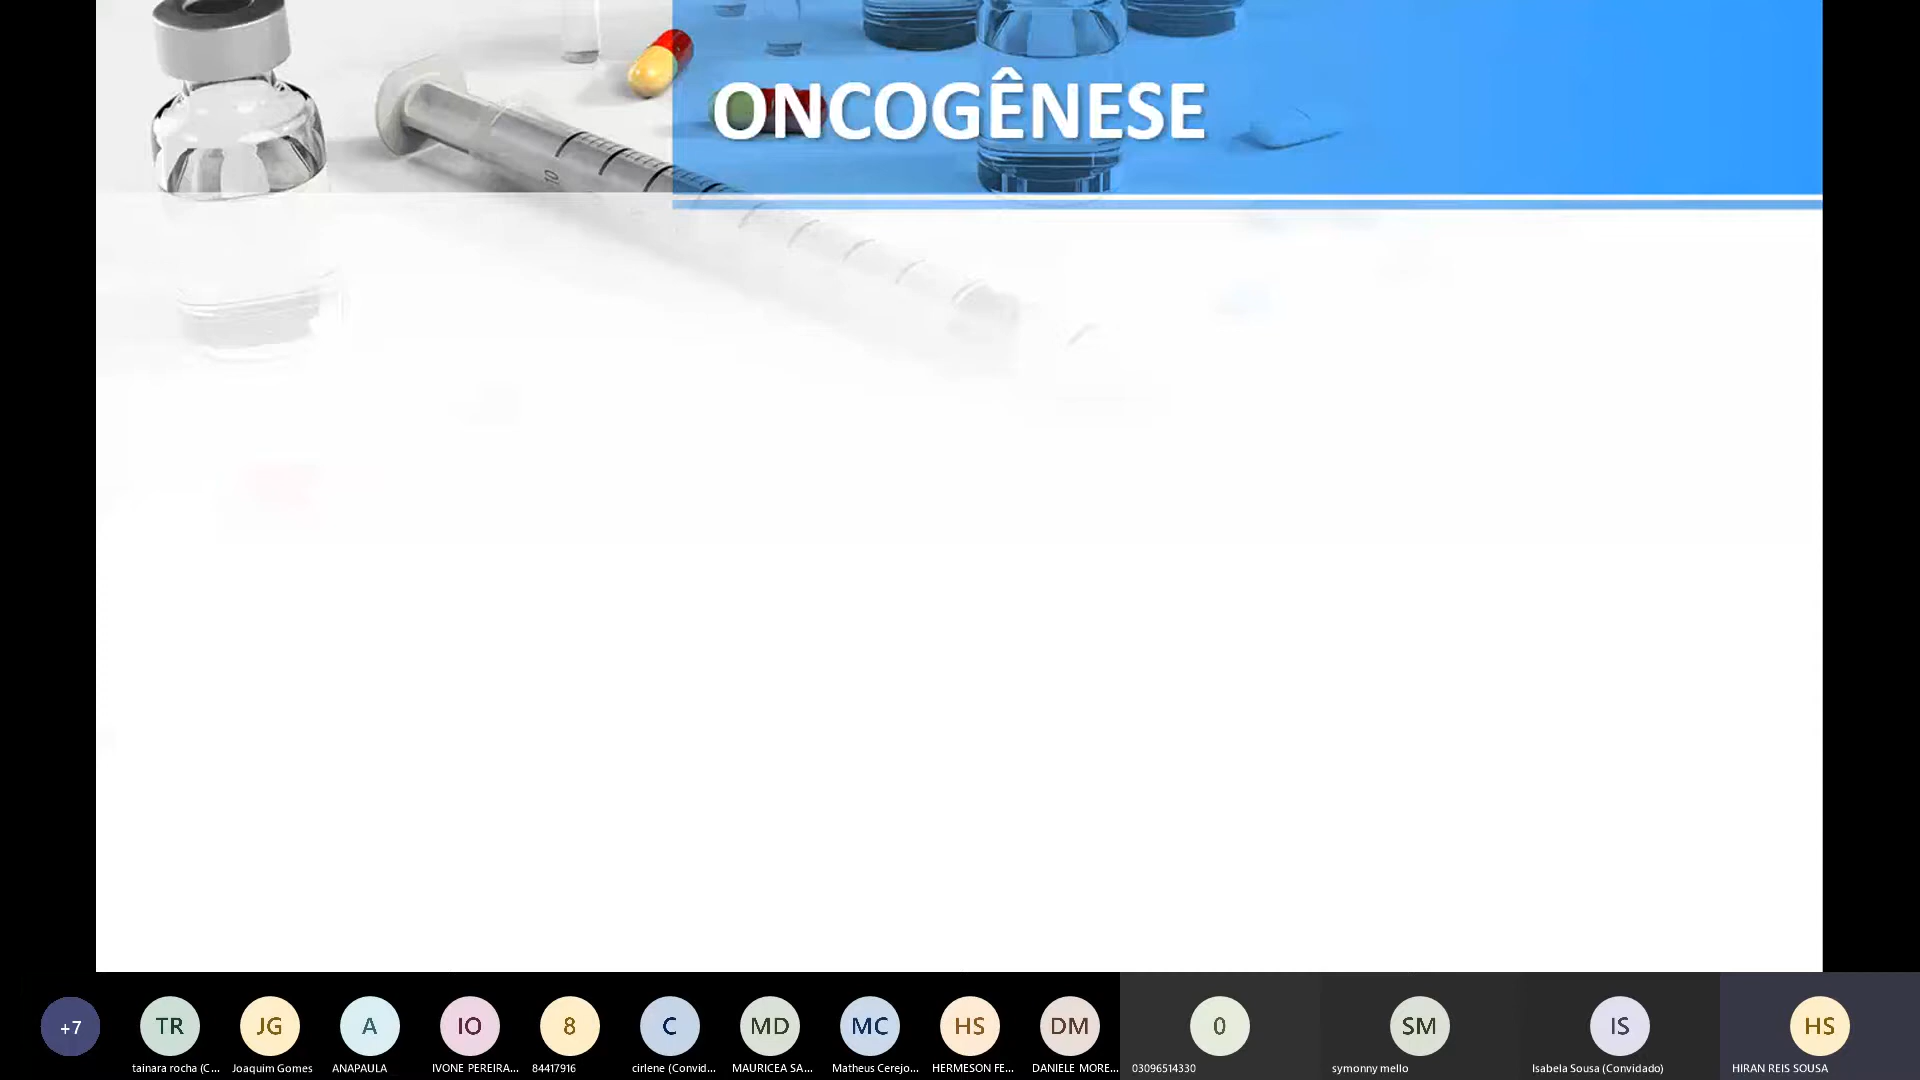 ONCOGÊNESE
10
+7
TR
JG
A
IO
8
C
MD
MC
HS
DM
0
SM
IS
HS
tainara rocha (C...
Joaquim Gomes
ANAPAULA
IVONE PEREIRA...
84417916
cirlene (Convid...
MAURICEA SA...
Matheus Cerejo...
HERMESON FE...
DANIELE MORE...
03096514330
symonny mello
Isabela Sousa (Convidado)
HIRAN REIS SOUSA